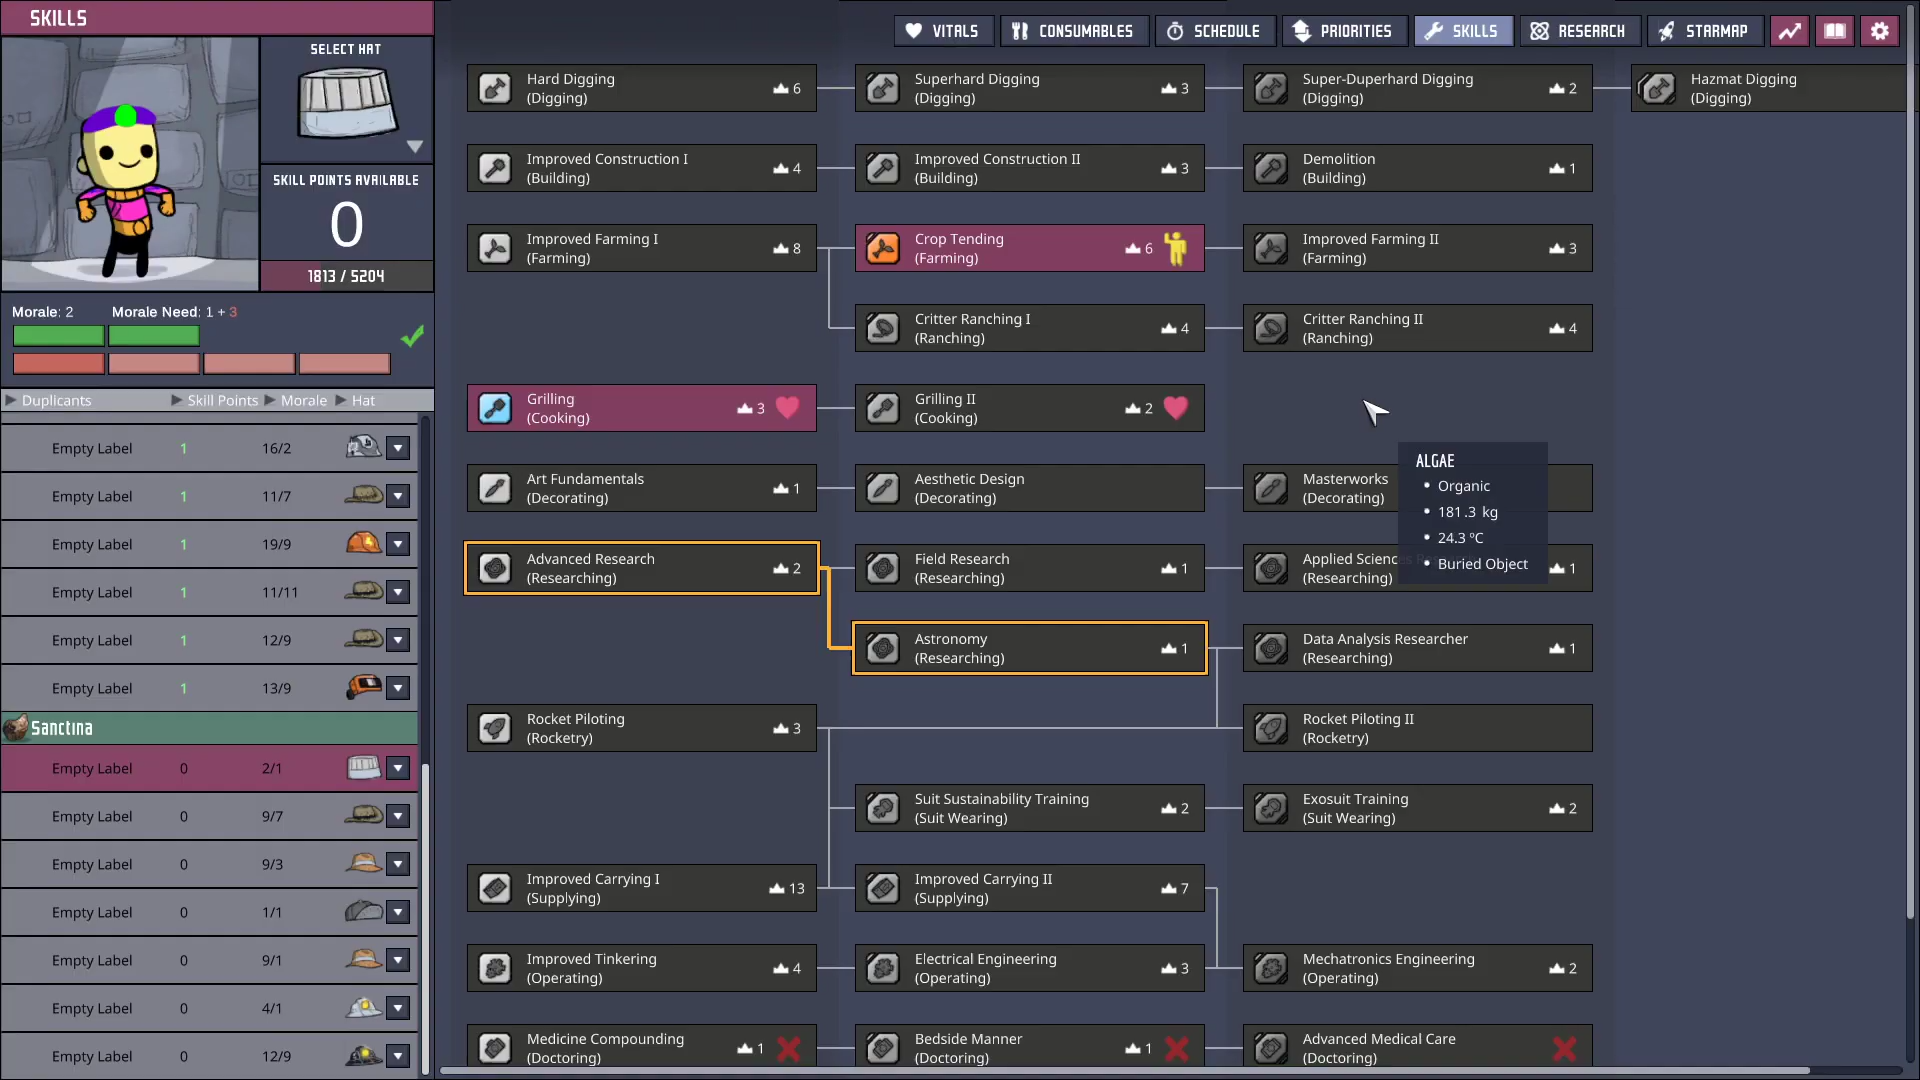 SKILLS
VITALS
CONSUMABLES
SCHEDULE
PRIORITIES
SKILLS
RESEARCH
STARMAP
SELECT HAT
SKILL POINTS AVAILABLE
0
1813 / 5204
Morale: 2
Morale Need: 1 + 3
Duplicants
Skill Points
Morale
Hat
Empty Label 1 16/2
Empty Label 1 11/7
Empty Label 1 19/9
Empty Label 1 11/11
Empty Label 1 12/9
Empty Label 1 13/9
Sanctina
Empty Label 0 2/1
Empty Label 0 9/7
Empty Label 0 9/3
Empty Label 0 1/1
Empty Label 0 9/1
Empty Label 0 4/1
Empty Label 0 12/9
Hard Digging 6
(Digging)
Superhard Digging 3
(Digging)
Super-Duperhard Digging 2
(Digging)
Hazmat Digging
(Digging)
Improved Construction I 4
(Building)
Improved Construction II 3
(Building)
Demolition 1
(Building)
Improved Farming I 8
(Farming)
Crop Tending 6
(Farming)
Improved Farming II 3
(Farming)
Critter Ranching I 4
(Ranching)
Critter Ranching II 4
(Ranching)
Grilling 3
(Cooking)
Grilling II 2
(Cooking)
Art Fundamentals 1
(Decorating)
Aesthetic Design
(Decorating)
Masterworks
(Decorating)
ALGAE
• Organic
• 181.3 kg
• 24.3 ºC
• Buried Object
Advanced Research 2
(Researching)
Field Research 1
(Researching)
Applied Sciences 1
(Researching)
Astronomy 1
(Researching)
Data Analysis Researcher 1
(Researching)
Rocket Piloting 3
(Rocketry)
Rocket Piloting II
(Rocketry)
Suit Sustainability Training 2
(Suit Wearing)
Exosuit Training 2
(Suit Wearing)
Improved Carrying I 13
(Supplying)
Improved Carrying II 7
(Supplying)
Improved Tinkering 4
(Operating)
Electrical Engineering 3
(Operating)
Mechatronics Engineering 2
(Operating)
Medicine Compounding 1
(Doctoring)
Bedside Manner 1
(Doctoring)
Advanced Medical Care
(Doctoring)